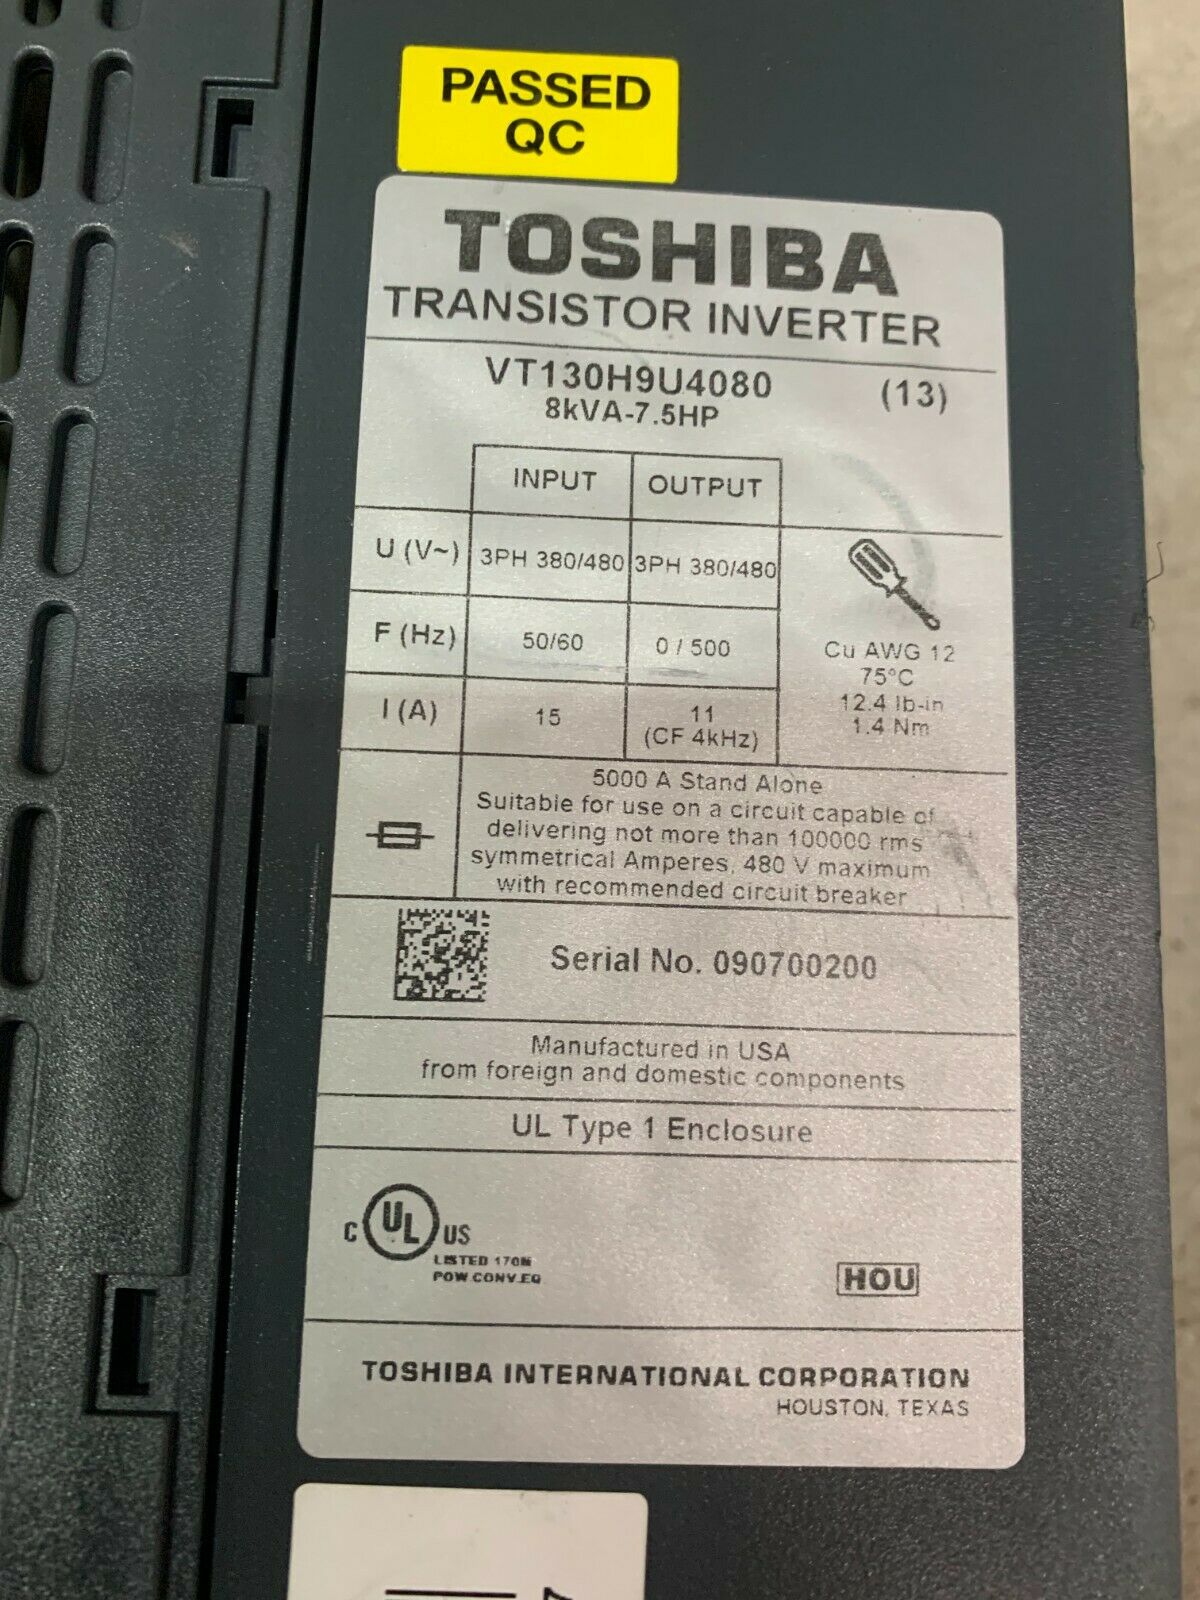 PASSED
QC
TOSHIBA
TRANSISTOR INVERTER
VT130H9U4080 (13)
8kVA-7.5HP
INPUT OUTPUT
U (V~) 3PH 380/480 3PH 380/480
F (Hz) 50/60 0 / 500
I (A) 15 11
(CF 4kHz)
Cu AWG 12
75°C
12.4 lb-in
1.4 Nm
5000 A Stand Alone
Suitable for use on a circuit capable of
delivering not more than 100000 rms
symmetrical Amperes, 480 V maximum
with recommended circuit breaker
Serial No. 090700200
Manufactured in USA
from foreign and domestic components
UL Type 1 Enclosure
C UL US
LISTED 170M
POW.CONV.EQ
HOU
TOSHIBA INTERNATIONAL CORPORATION
HOUSTON, TEXAS